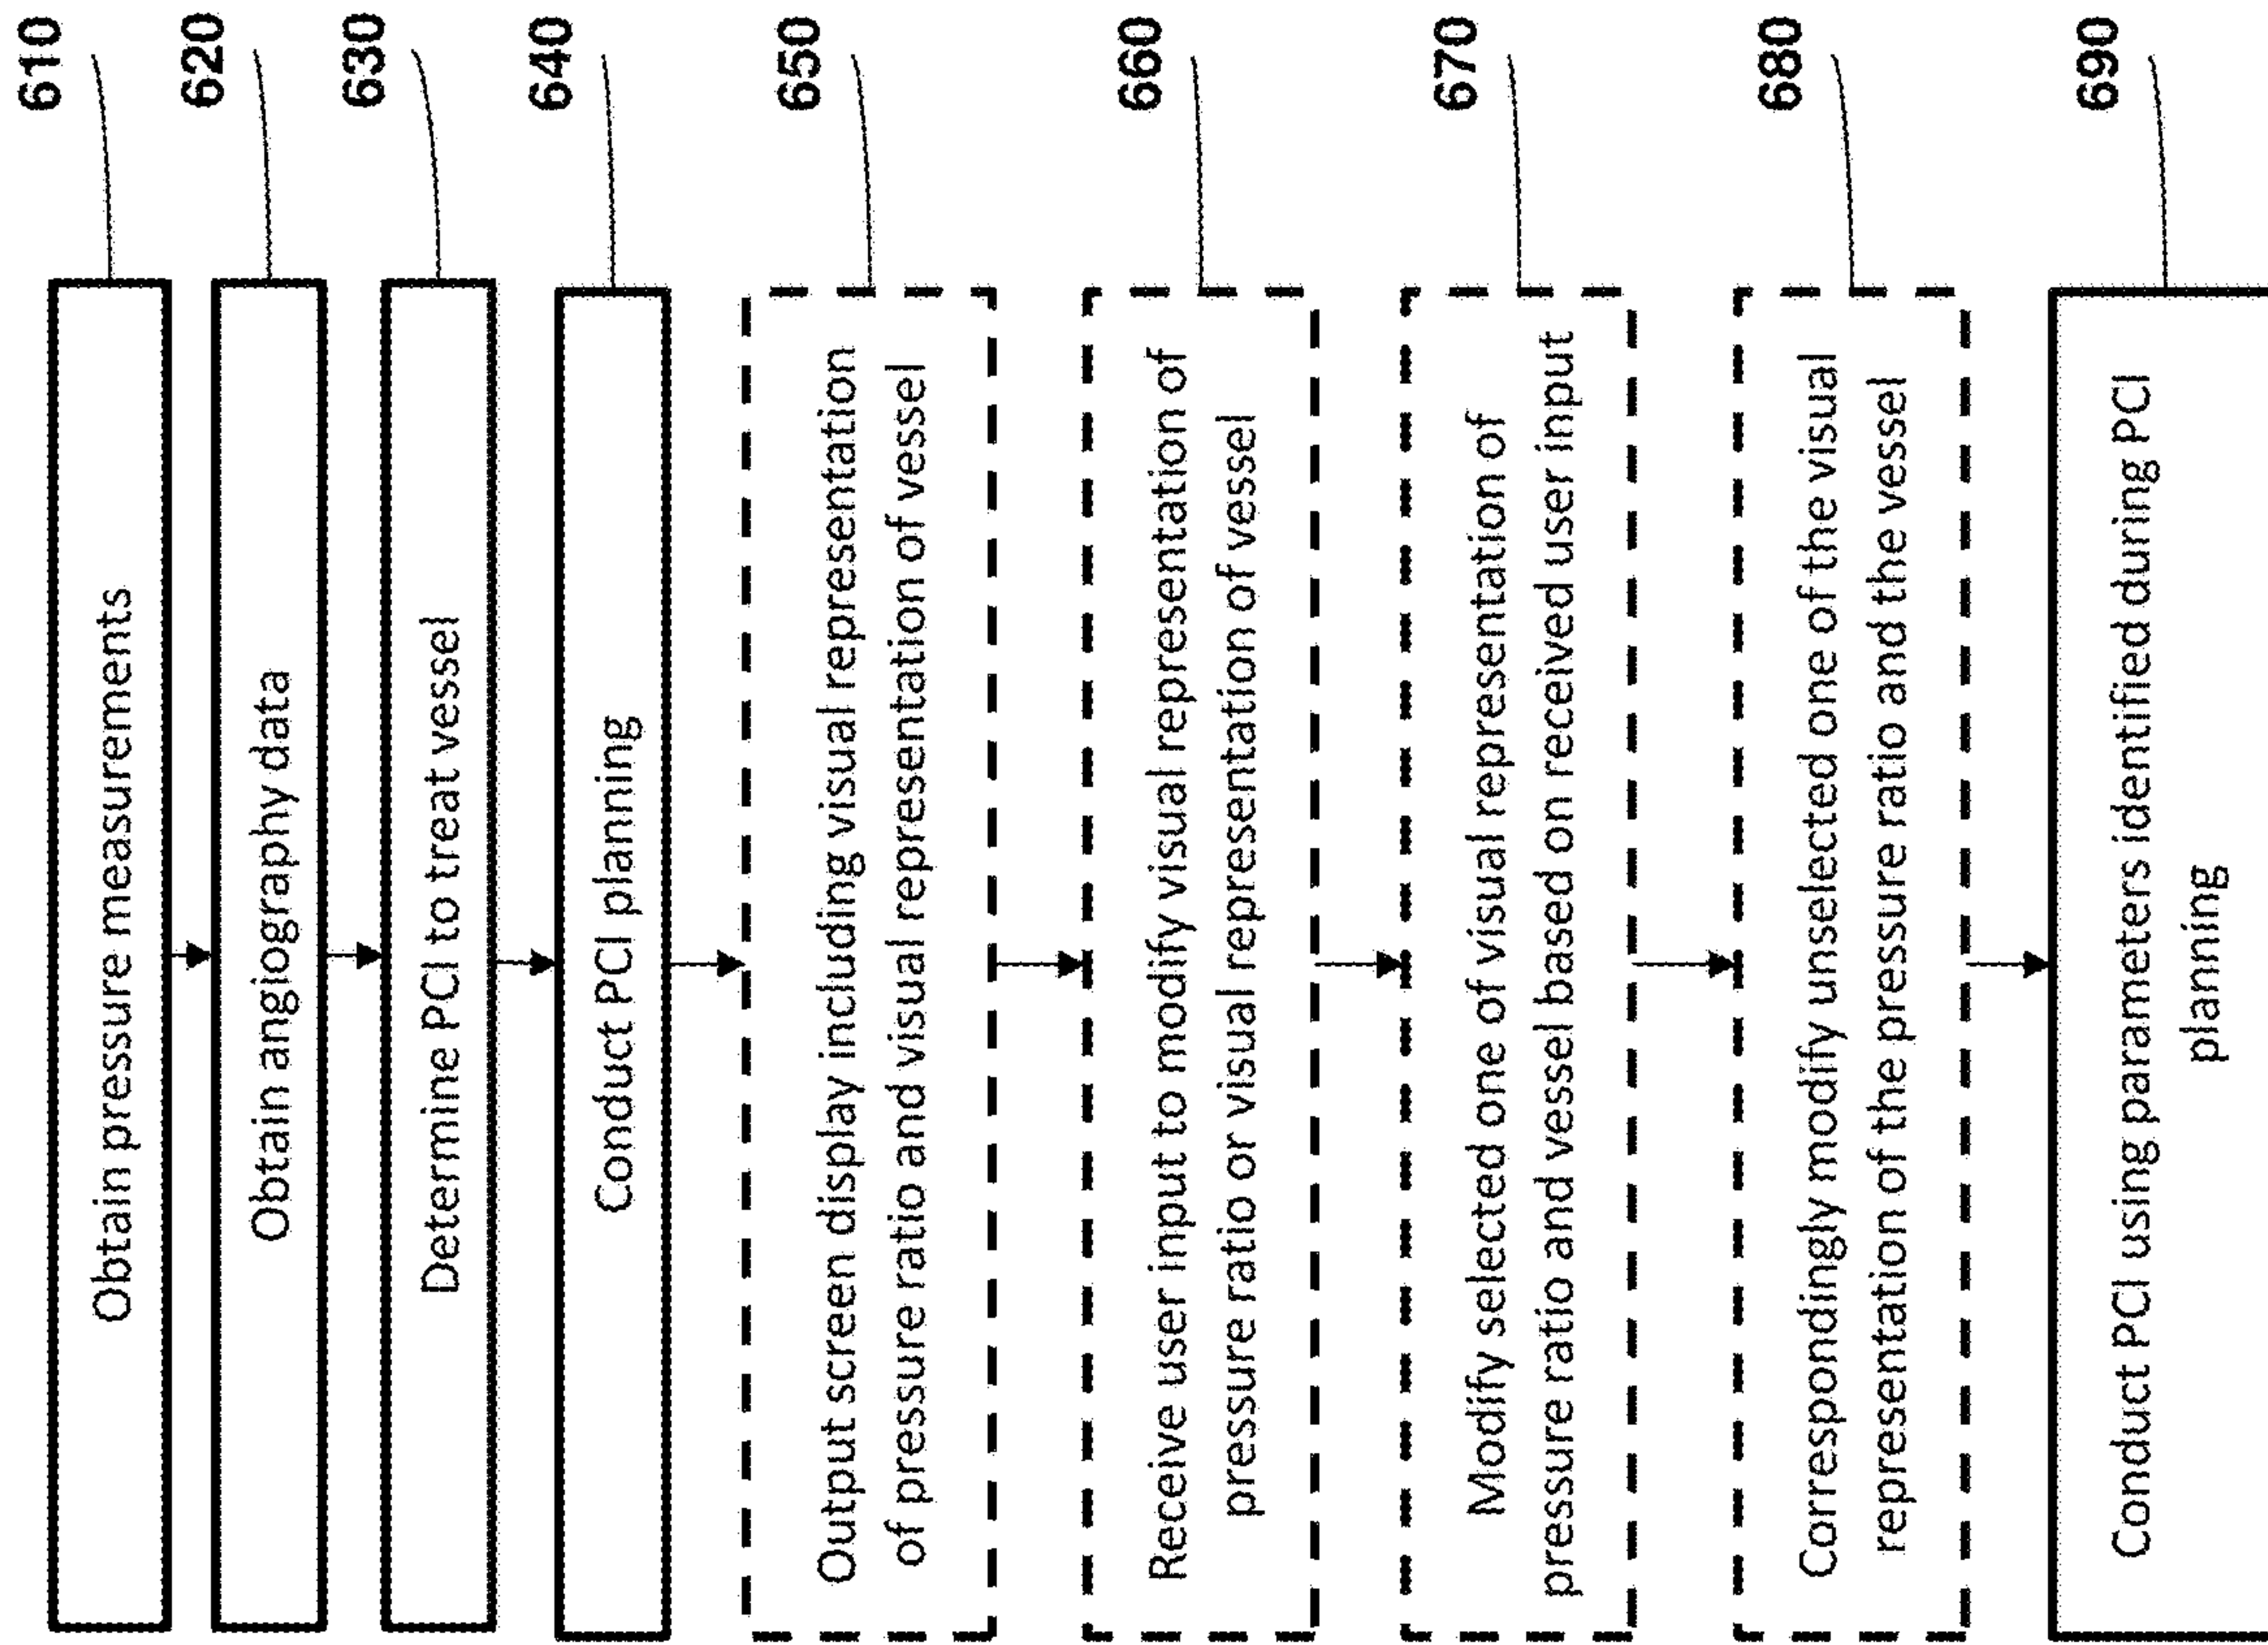 610
Obtain pressure measurements
620
Obtain angiography data
630
Determine PCI to treat vessel
640
Conduct PCI planning
650
Output screen display including visual representation
of pressure ratio and visual representation of vessel
660
Receive user input to modify visual representation of
pressure ratio or visual representation of vessel
670
Modify selected one of visual representation of
pressure ratio and vessel based on received user input
680
Correspondingly modify unselected one of the visual
representation of the pressure ratio and the vessel
690
Conduct PCI using parameters identified during PCI
planning